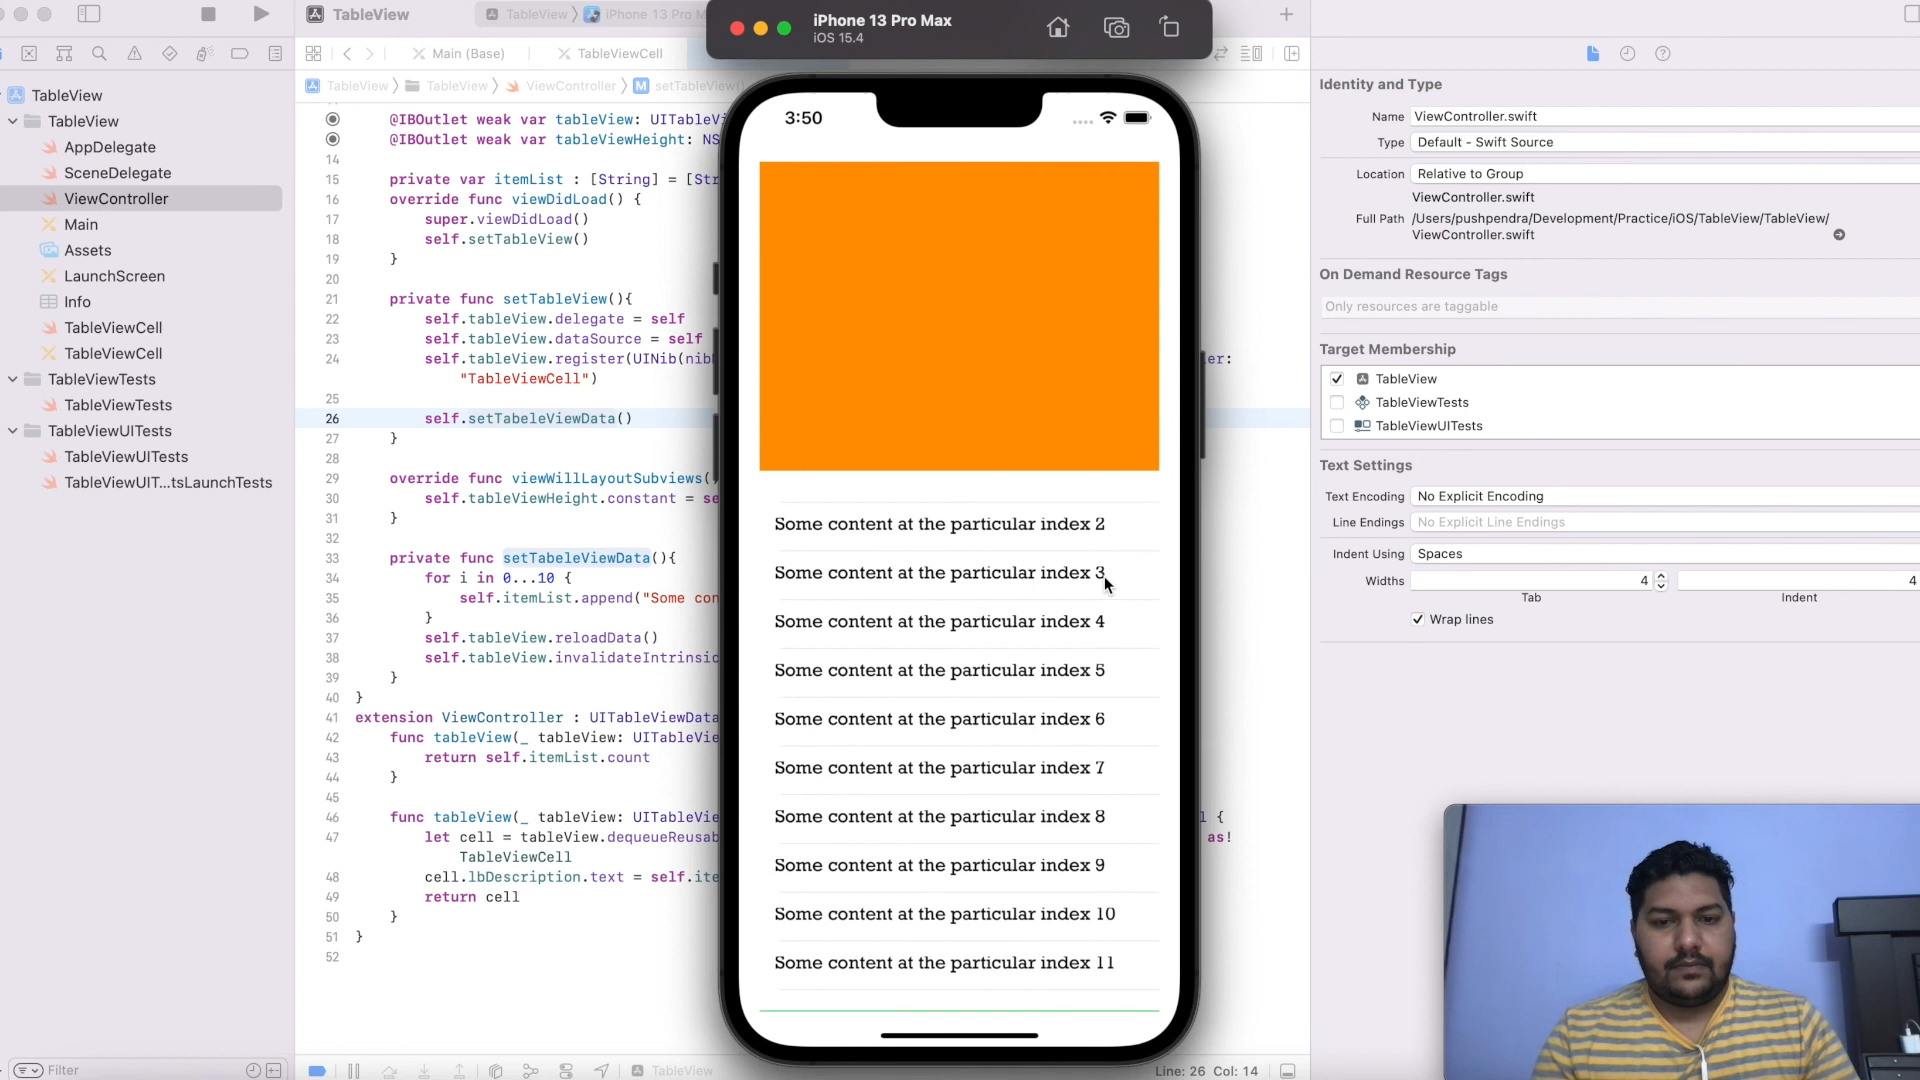 TableView
TableView
iPhone 13 Pro M
iPhone 13 Pro Max
iOS 15.4
Main (Base)
TableViewCell
TableView
TableView
ViewController
setTableView
TableView
TableView
AppDelegate
SceneDelegate
ViewController
Main
Assets
LaunchScreen
Info
TableViewCell
TableViewCell
TableViewTests
TableViewTests
TableViewUITests
TableViewUITests
TableViewUIT...tsLaunchTests
Filter
@IBOutlet weak var tableView: UITableVi
@IBOutlet weak var tableViewHeight: NS
14
15 private var itemList : [String] = [Str
16 override func viewDidLoad() {
17 super.viewDidLoad()
18 self.setTableView()
19 }
20
21 private func setTableView(){
22 self.tableView.delegate = self
23 self.tableView.dataSource = self
24 self.tableView.register(UINib(nib er:
"TableViewCell")
25
26 self.setTabeleViewData()
27 }
28
29 override func viewWillLayoutSubviews(
30 self.tableViewHeight.constant = se
31 }
32
33 private func setTabeleViewData(){
34 for i in 0...10 {
35 self.itemList.append("Some con
36 }
37 self.tableView.reloadData()
38 self.tableView.invalidateIntrinsic
39 }
40 }
41 extension ViewController : UITableViewData
42 func tableView(_ tableView: UITableVie
43 return self.itemList.count
44 }
45
46 func tableView(_ tableView: UITableVie l {
47 let cell = tableView.dequeueReusab as!
TableViewCell
48 cell.lbDescription.text = self.ite
49 return cell
50 }
51 }
52
TableView
Line: 26 Col: 14
3:50
Some content at the particular index 2
Some content at the particular index 3
Some content at the particular index 4
Some content at the particular index 5
Some content at the particular index 6
Some content at the particular index 7
Some content at the particular index 8
Some content at the particular index 9
Some content at the particular index 10
Some content at the particular index 11
Identity and Type
Name ViewController.swift
Type Default - Swift Source
Location Relative to Group
ViewController.swift
Full Path /Users/pushpendra/Development/Practice/iOS/TableView/TableView/
ViewController.swift
On Demand Resource Tags
Only resources are taggable
Target Membership
TableView
TableViewTests
TableViewUITests
Text Settings
Text Encoding No Explicit Encoding
Line Endings No Explicit Line Endings
Indent Using Spaces
Widths 4 4
Tab Indent
Wrap lines